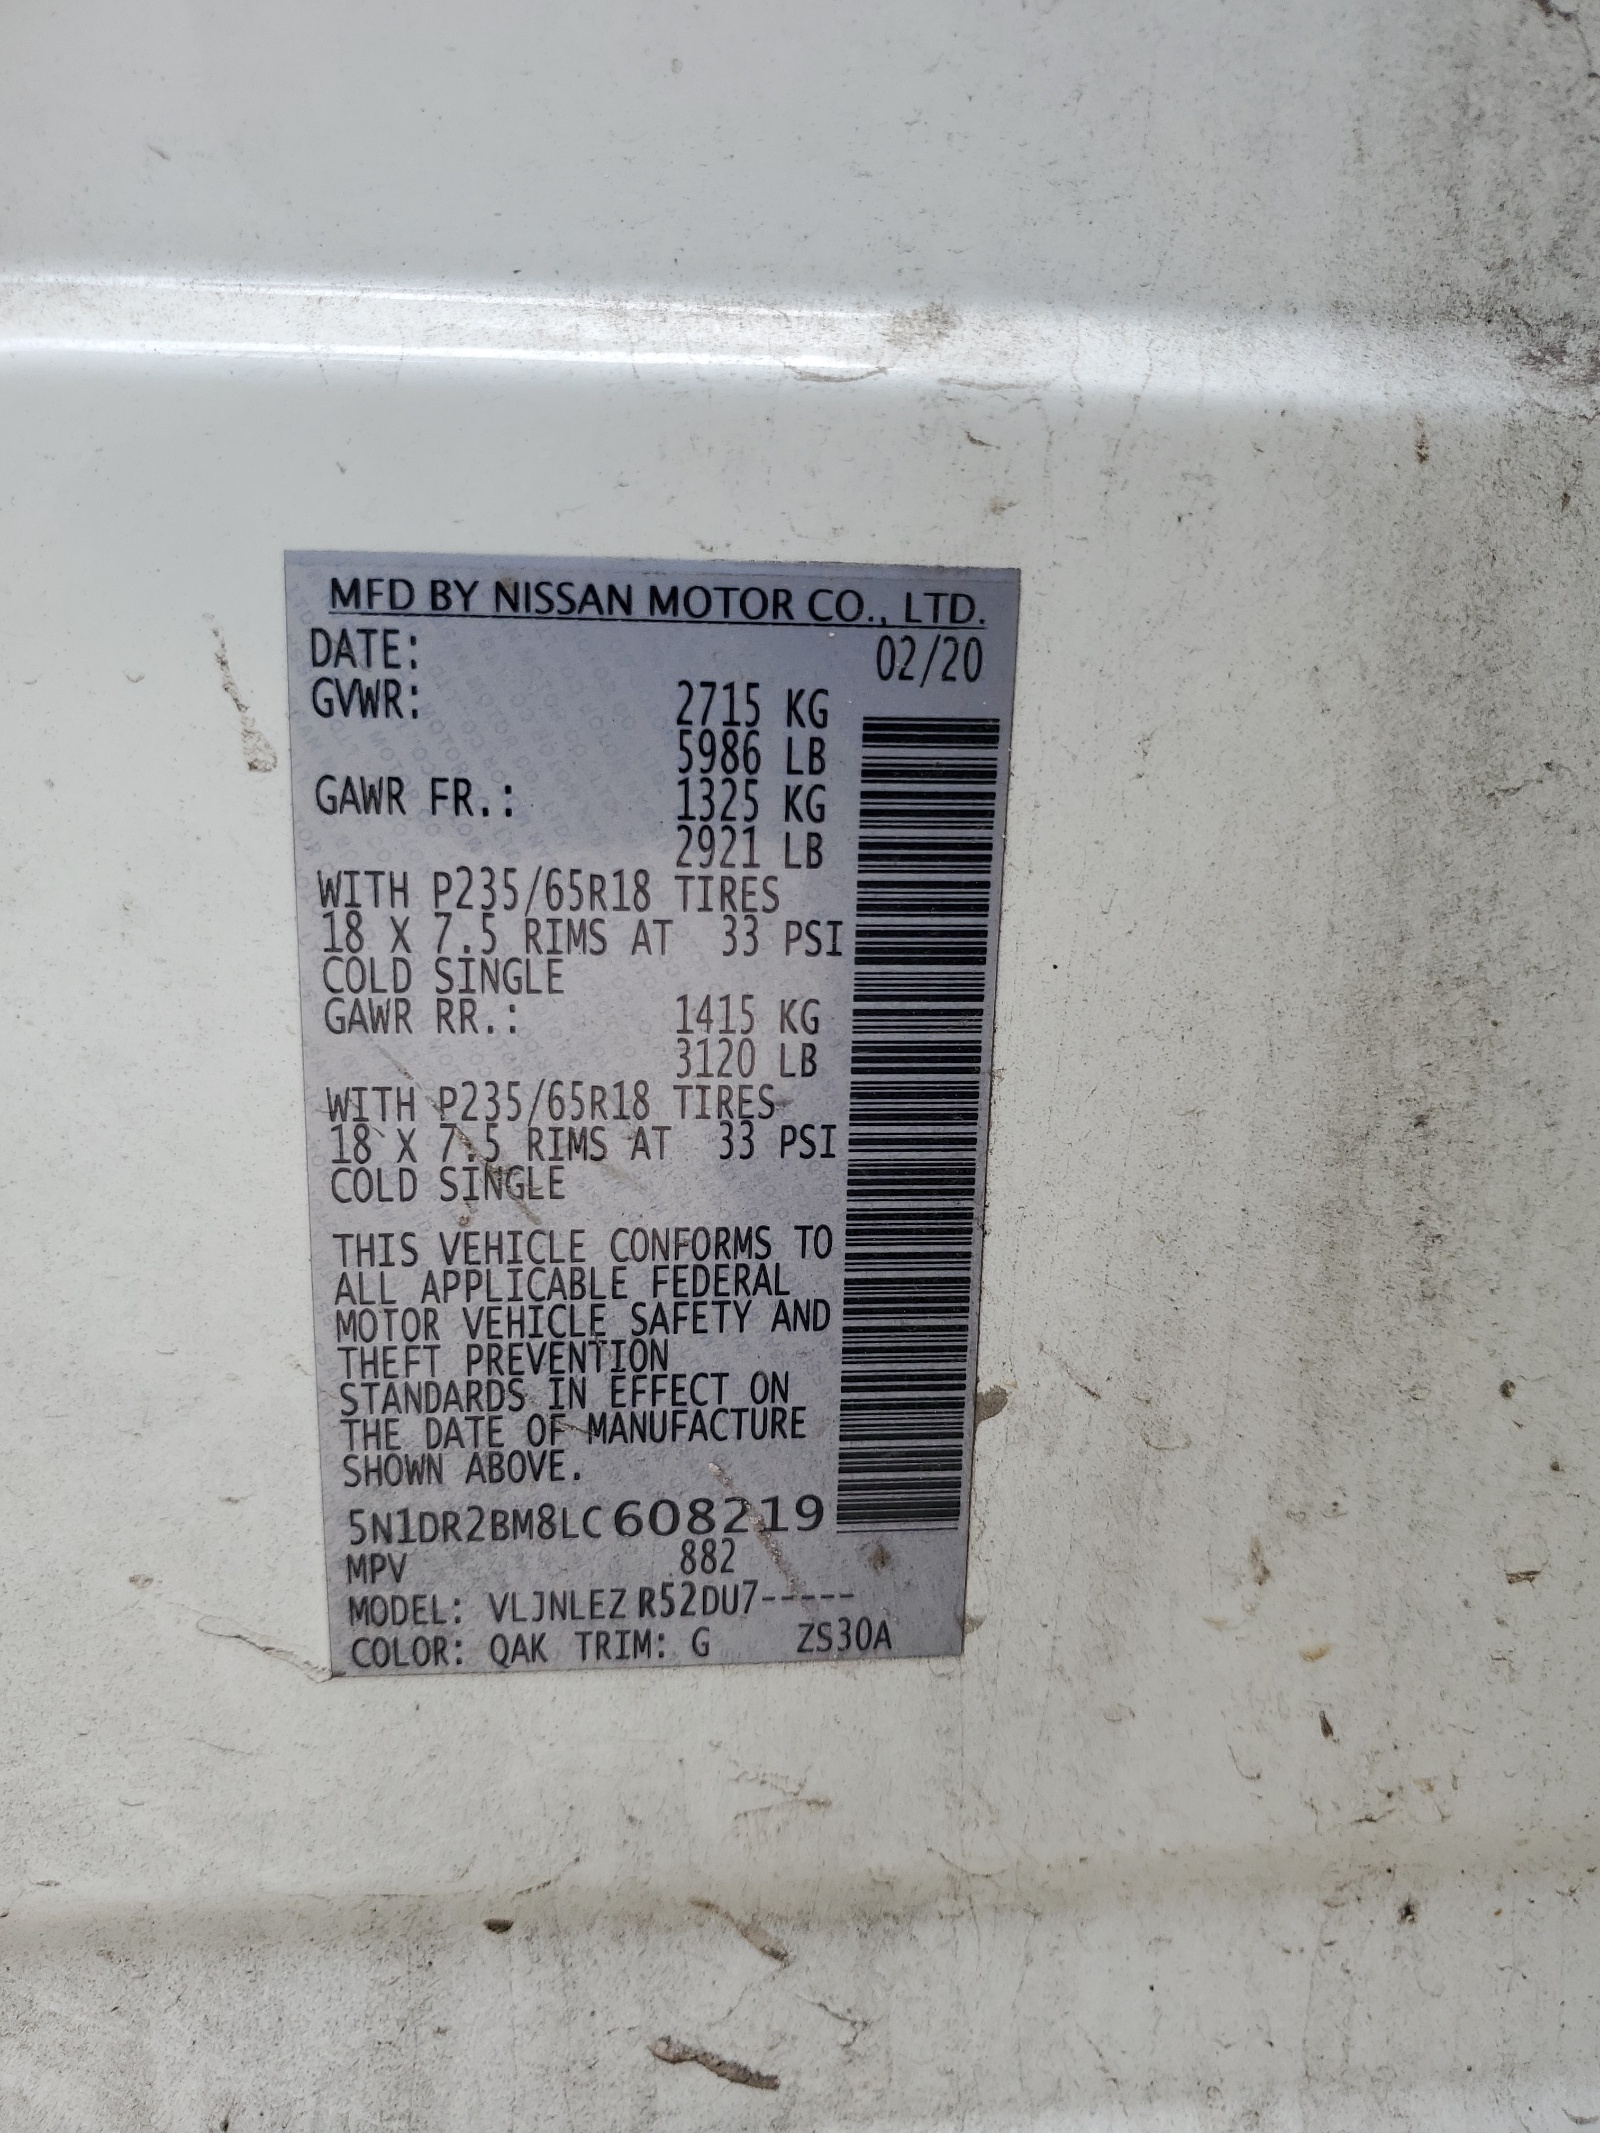 MFD BY NISSAN MOTOR CO., LTD.
DATE: 02/20
GVWR: 2715 KG
5986 LB
GAWR FR.: 1325 KG
2921 LB
WITH P235/65R18 TIRES
18 X 7.5 RIMS AT 33 PSI
COLD SINGLE
GAWR RR.: 1415 KG
3120 LB
WITH P235/65R18 TIRES
18 X 7.5 RIMS AT 33 PSI
COLD SINGLE
THIS VEHICLE CONFORMS TO
ALL APPLICABLE FEDERAL
MOTOR VEHICLE SAFETY AND
THEFT PREVENTION
STANDARDS IN EFFECT ON
THE DATE OF MANUFACTURE
SHOWN ABOVE.
5N1DR2BM8LC608219
MPV 882
MODEL: VLJNLEZ R52DU7-----
COLOR: QAK TRIM: G ZS30A